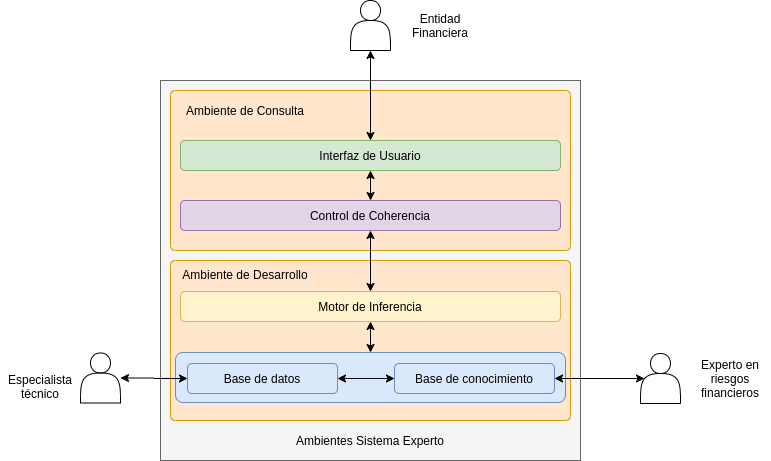 Entidad
Financiera
Ambiente de Consulta
Interfaz de Usuario
Control de Coherencia
Ambiente de Desarrollo
Motor de Inferencia
Especialista
técnico
Base de datos
Base de conocimiento
Experto en
riesgos
financieros
Ambientes Sistema Experto